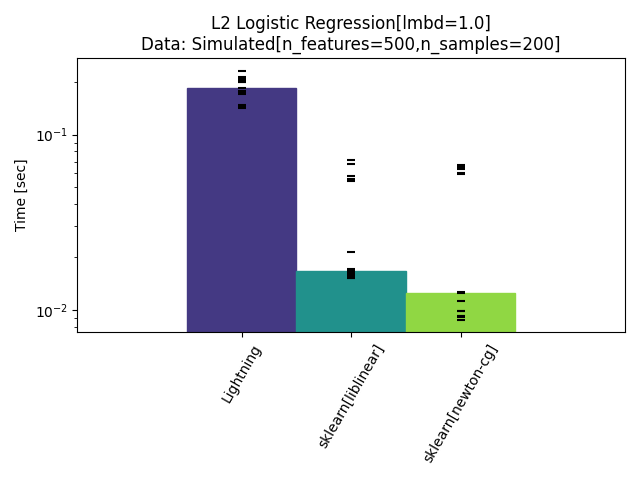 L2 Logistic Regression[lmbd=1.0]
Data: Simulated[n_features=500,n_samples=200]
Time [sec]
10⁻¹
10⁻²
Lightning
sklearn[liblinear]
sklearn[newton-cg]